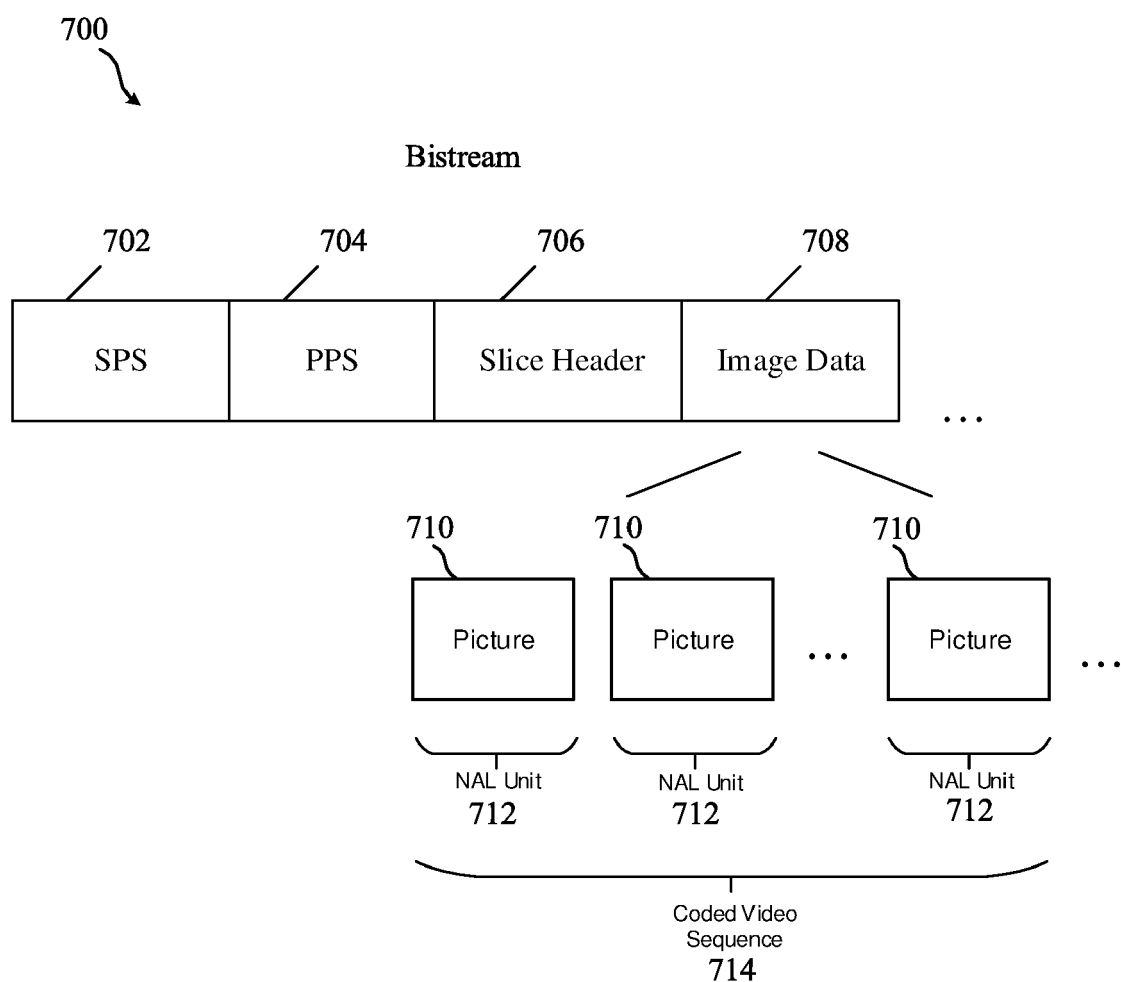 700
Bistream
702 704 706 708
SPS PPS Slice Header Image Data ...
710 710 710
Picture Picture ... Picture ...
NAL Unit NAL Unit NAL Unit
712 712 712
Coded Video
Sequence
714